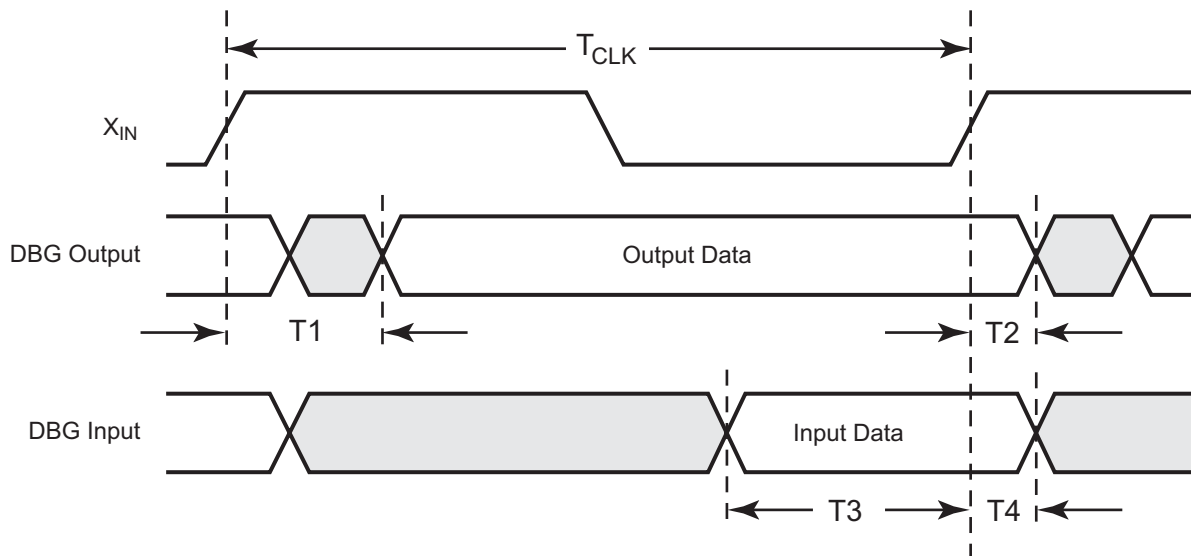 TCLK
XIN
DBG Output
Output Data
T1
T2
DBG Input
Input Data
T3
T4